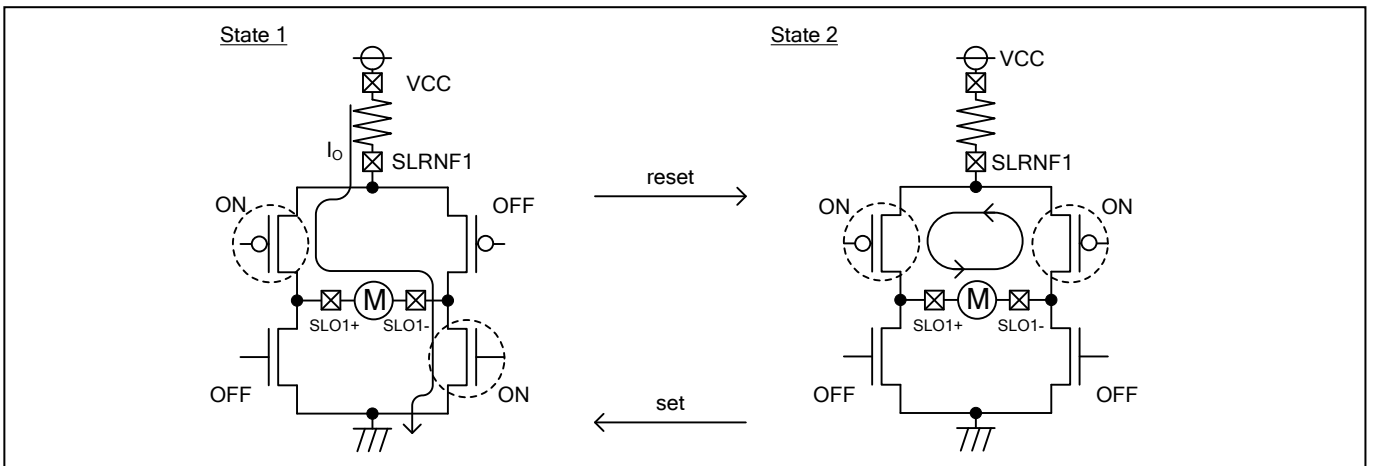 State 1
VCC
I_O
SLRNF1
ON
OFF
M
SLO1+
SLO1-
OFF
ON
reset
set
State 2
VCC
SLRNF1
ON
ON
M
SLO1+
SLO1-
OFF
OFF